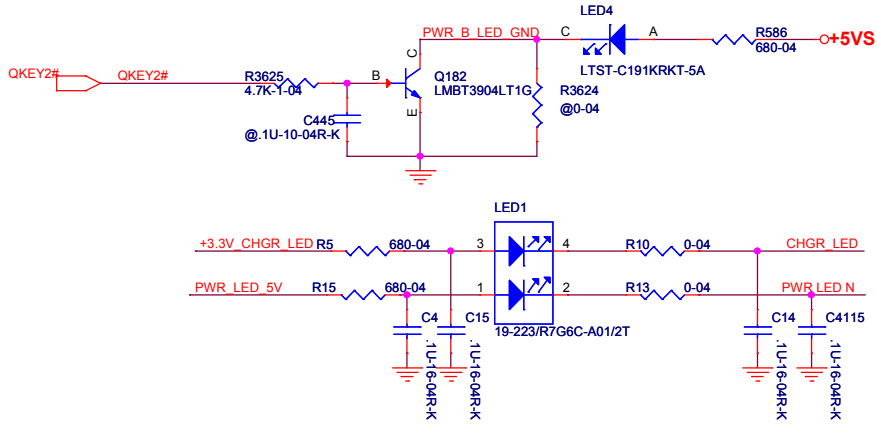 LED4
PWR_B_LED_GND
C
A
R586
680-04
+5VS
LTST-C191KRKT-5A
QKEY2#
QKEY2#
R3625
4.7K-1-04
B
C
E
Q182
LMBT3904LT1G
R3624
@0-04
C445
@.1U-10-04R-K
LED1
+3.3V_CHGR_LED
R5
680-04
3
4
R10
0-04
CHGR_LED
PWR_LED_5V
R15
680-04
1
2
R13
0-04
PWR LED N
19-223/R7G6C-A01/2T
C4
.1U-16-04R-K
C15
.1U-16-04R-K
C14
.1U-16-04R-K
C4115
.1U-16-04R-K